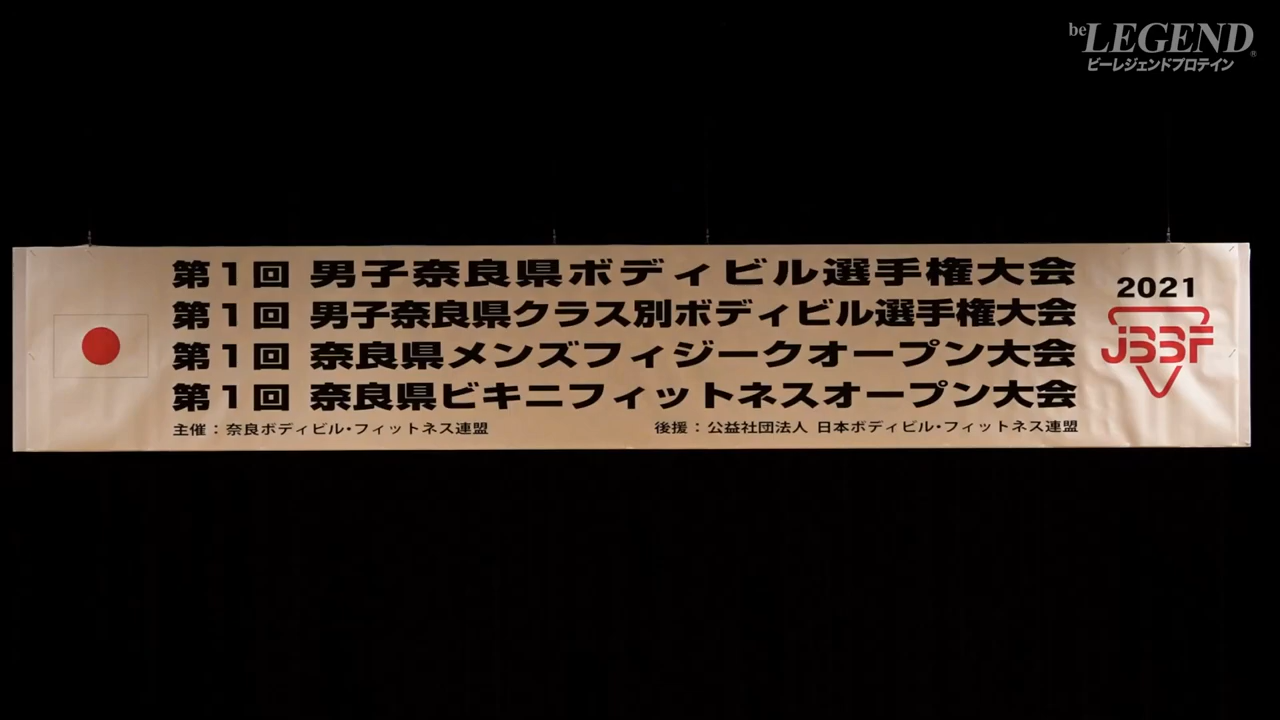 be LEGEND®
ビーレジェンドプロテイン
第1回 男子奈良県ボディビル選手権大会
第1回 男子奈良県クラス別ボディビル選手権大会
第1回 奈良県メンズフィジークオープン大会
第1回 奈良県ビキニフィットネスオープン大会
主催：奈良ボディビル・フィットネス連盟
後援：公益社団法人 日本ボディビル・フィットネス連盟
2021
JBBF